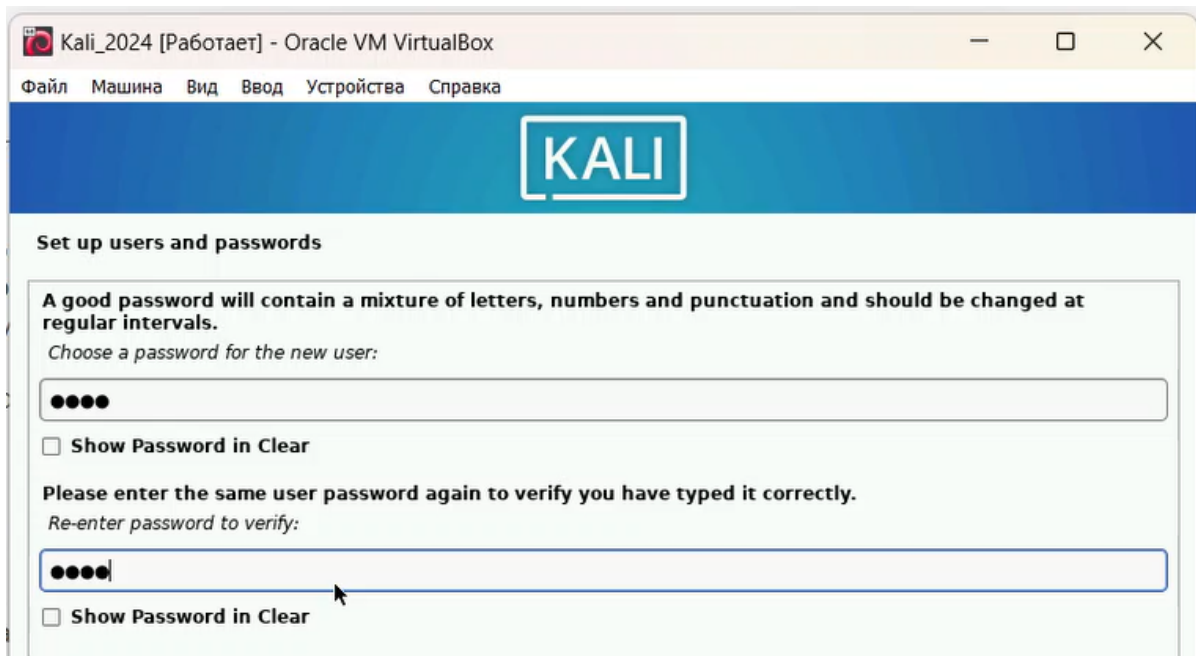 Kali_2024 [Работает] - Oracle VM VirtualBox
Файл Машина Вид Ввод Устройства Справка
KALI
Set up users and passwords
A good password will contain a mixture of letters, numbers and punctuation and should be changed at
regular intervals.
Choose a password for the new user:
●●●●
Show Password in Clear
Please enter the same user password again to verify you have typed it correctly.
Re-enter password to verify:
●●●●
Show Password in Clear